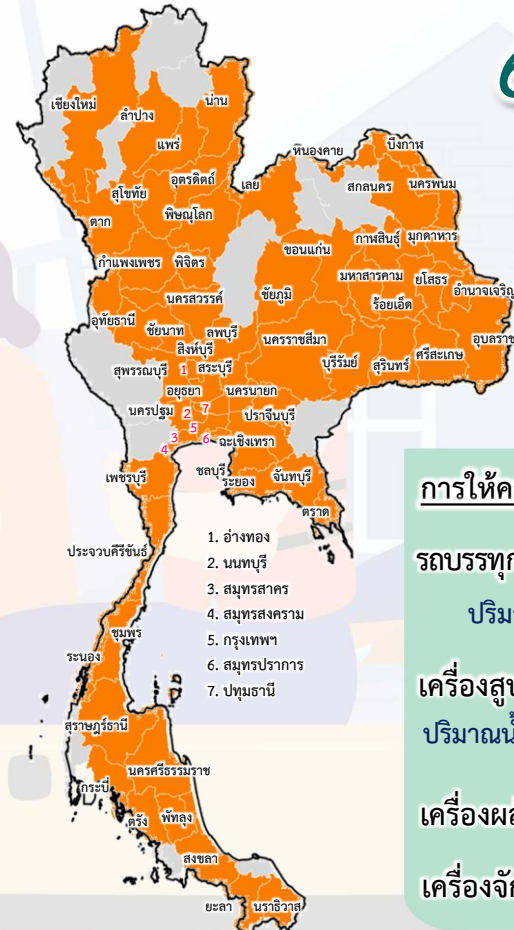 เชียงใหม่
ลำปาง
น่าน
แพร่
อุตรดิตถ์
เลย
หนองคาย
บึงกาฬ
สกลนคร
นครพนม
สุโขทัย
ตาก
พิษณุโลก
ขอนแก่น
กาฬสินธุ์
มุกดาหาร
กำแพงเพชร
พิจิตร
มหาสารคาม
ยโสธร
อำนาจเจริญ
นครสวรรค์
ชัยภูมิ
ร้อยเอ็ด
อุทัยธานี
ชัยนาท
ลพบุรี
นครราชสีมา
อุบลราช
สิงห์บุรี
บุรีรัมย์
สุรินทร์
ศรีสะเกษ
สุพรรณบุรี
1
สระบุรี
อยุธยา
นครนายก
นครปฐม
2
7
ปราจีนบุรี
5
3
6
ฉะเชิงเทรา
4
เพชรบุรี
ชลบุรี
ระยอง
จันทบุรี
ตราด
ประจวบคีรีขันธ์
1. อ่างทอง
2. นนทบุรี
3. สมุทรสาคร
4. สมุทรสงคราม
5. กรุงเทพฯ
6. สมุทรปราการ
7. ปทุมธานี
ชุมพร
ระนอง
สุราษฎร์ธานี
นครศรีธรรมราช
กระบี่
ตรัง
พัทลุง
สงขลา
ยะลา
นราธิวาส
การให้ค
รถบรรทุก
ปริม
เครื่องสูบ
ปริมาณน้
เครื่องผล
เครื่องจัก